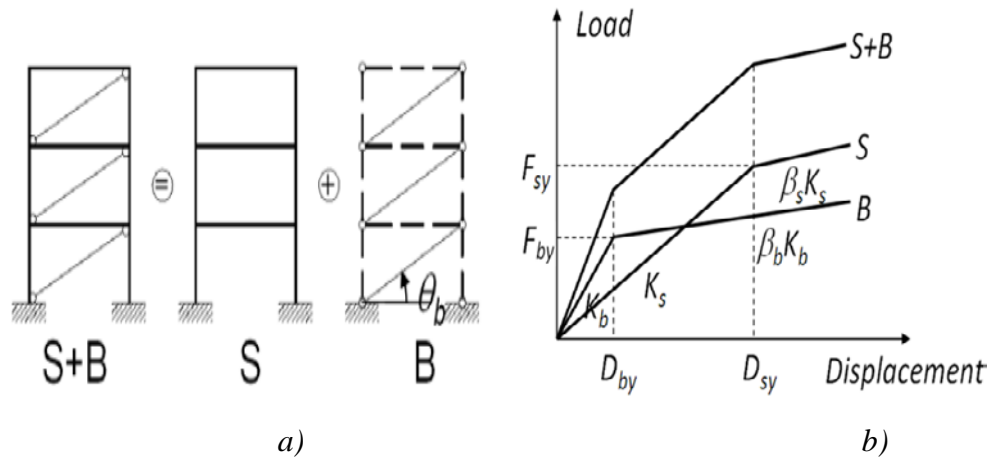 =
+
θb
S+B
S
B
a)
Load
S+B
S
Fsy
βsKs
B
Fby
βbKb
Ks
Kb
Dby
Dsy
Displacement
b)